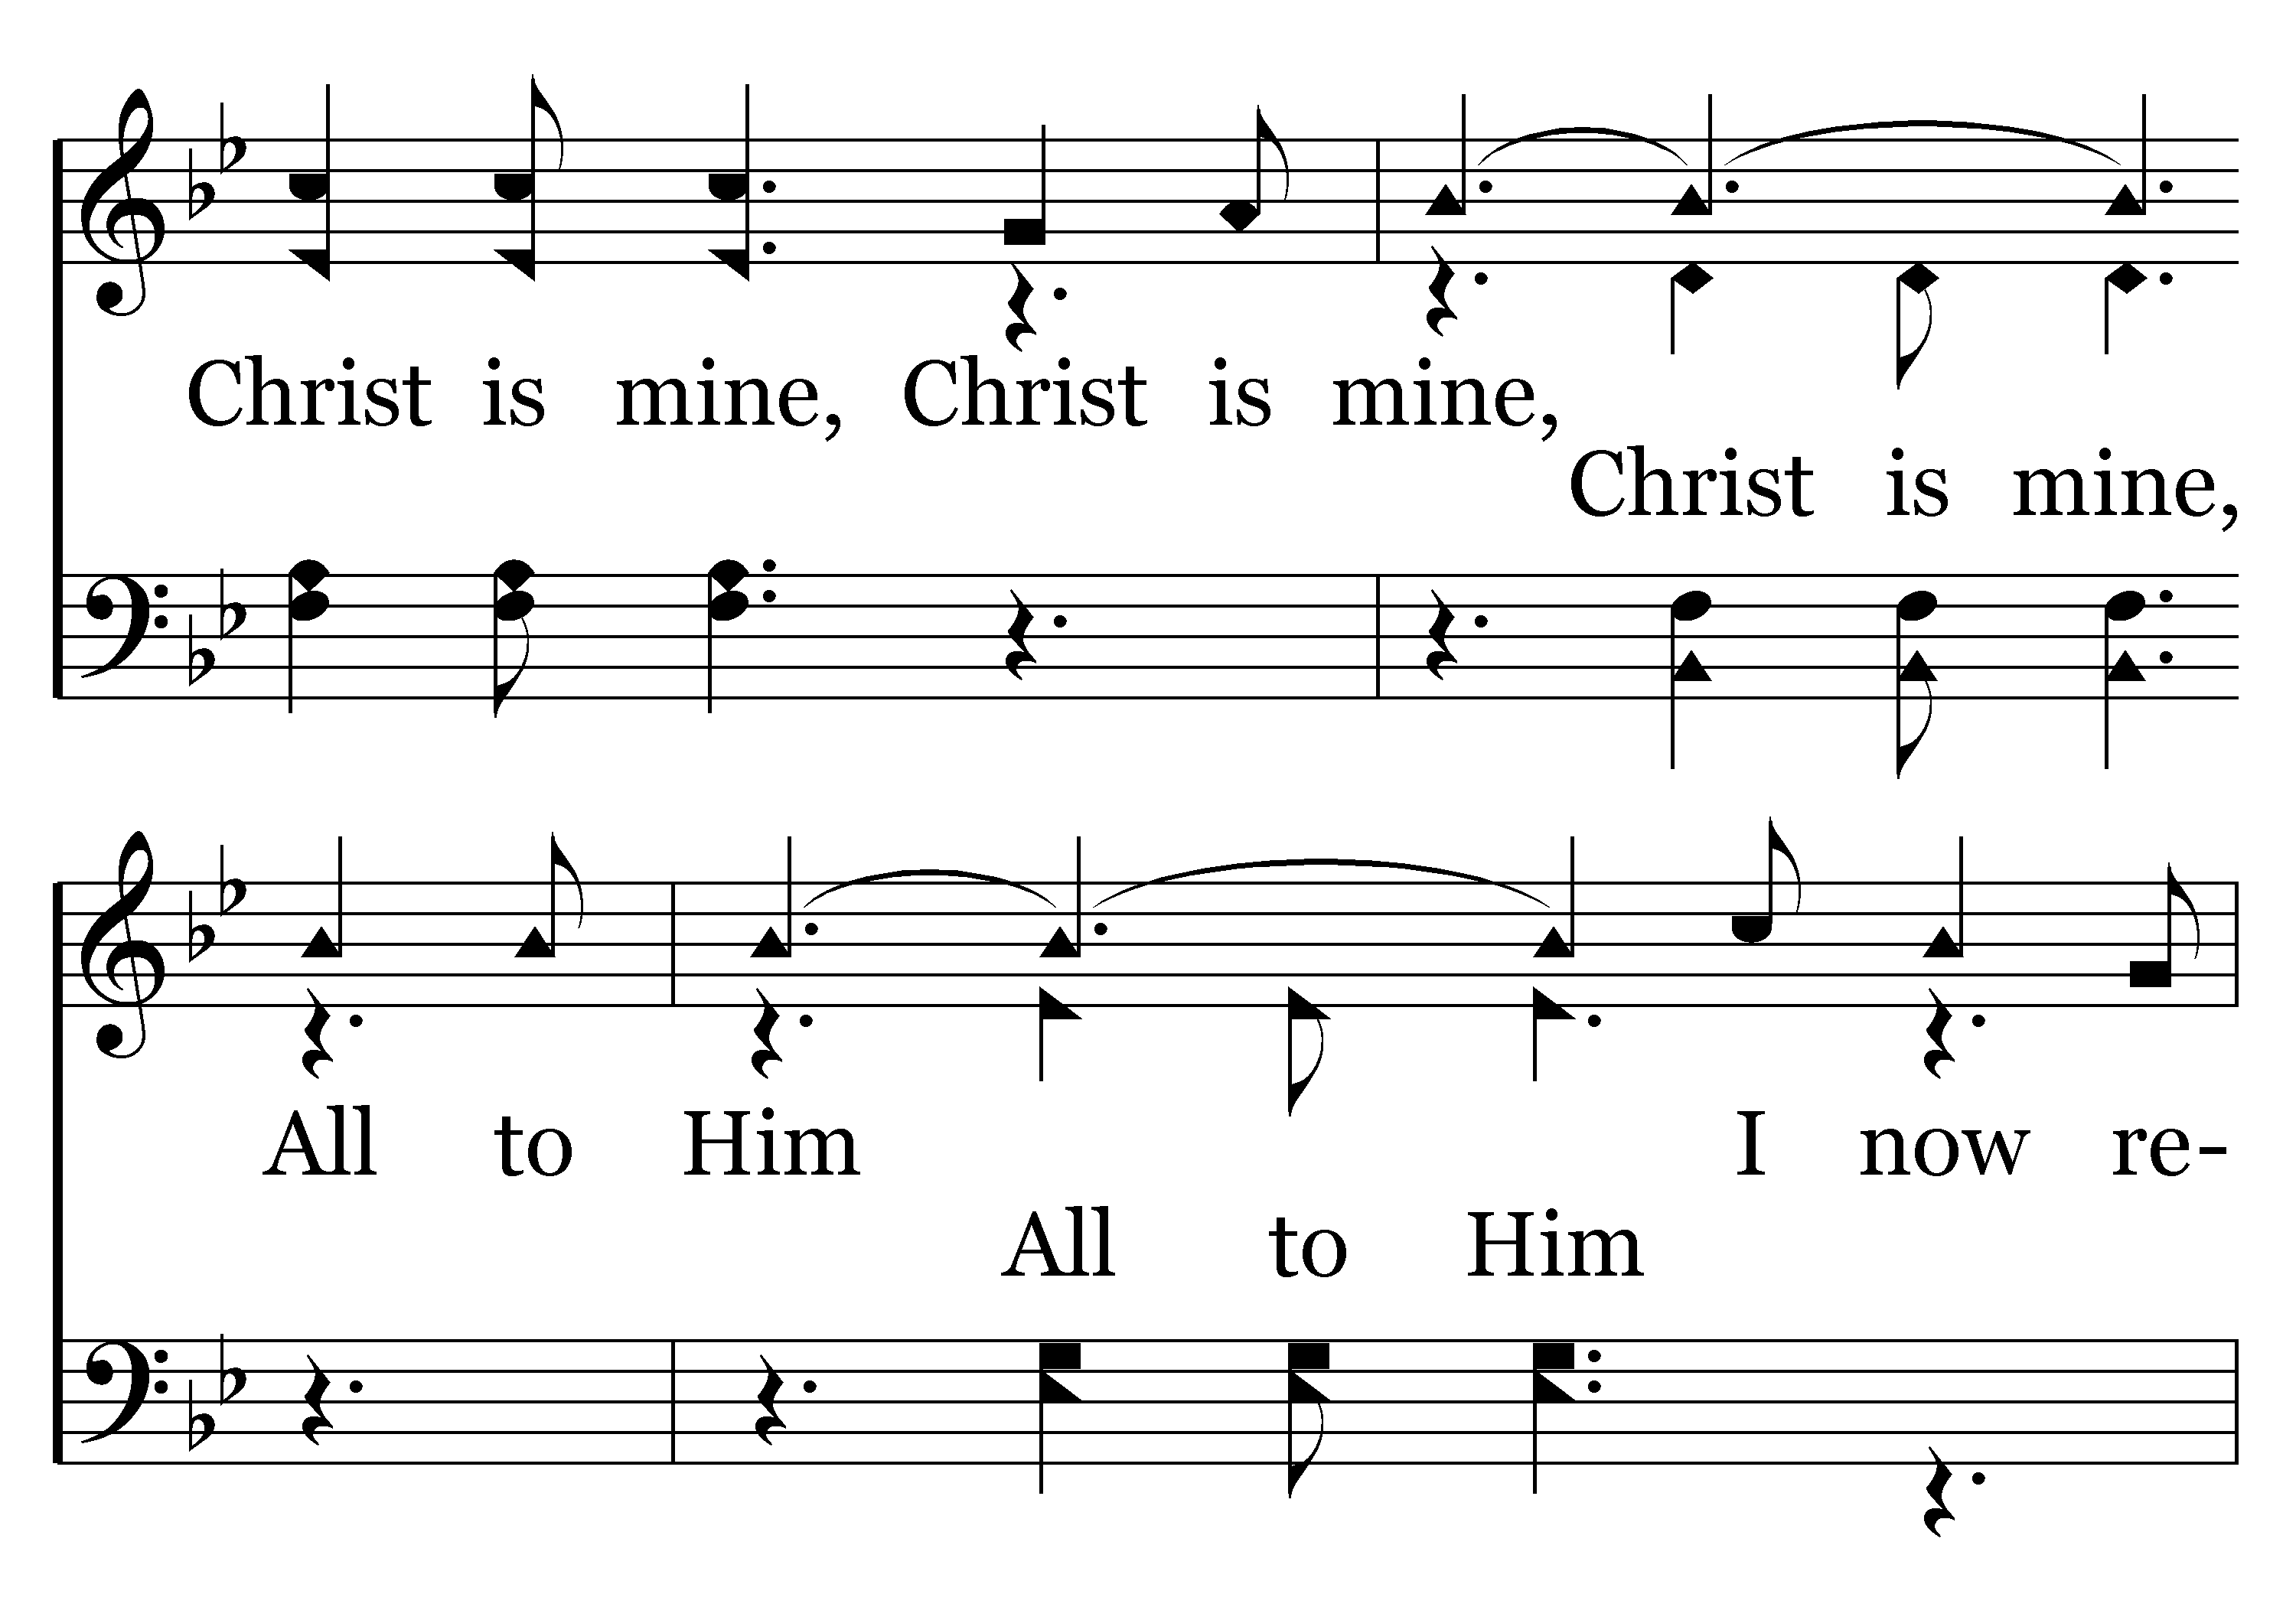 Christ is mine, Christ is mine,
Christ is mine,
All to Him I now re-
All to Him